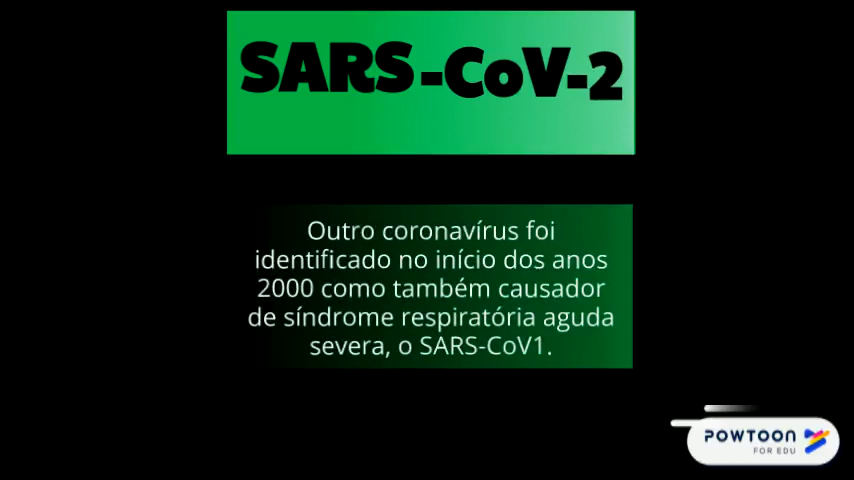 SARS-CoV-2
Outro coronavírus foi
identificado no início dos anos
2000 como também causador
de síndrome respiratória aguda
severa, o SARS-CoV1.
POWTOON
FOR EDU